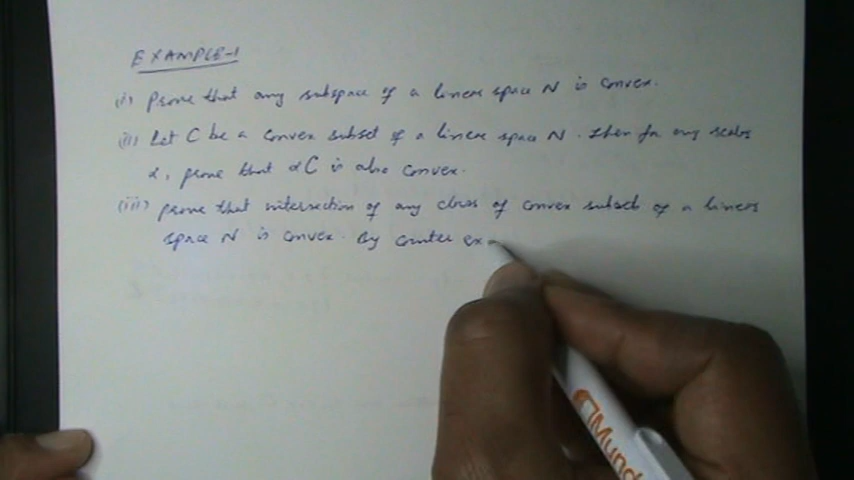 EXAMPLE-1
(i) Prove that any subspace of a linear space N is convex.
(ii) Let C be a convex subset of a linear space N. Then for any scalar
α, prove that αC is also convex.
(iii) prove that intersection of any class of convex subset of a linear
space N is convex. By counter ex
Mund